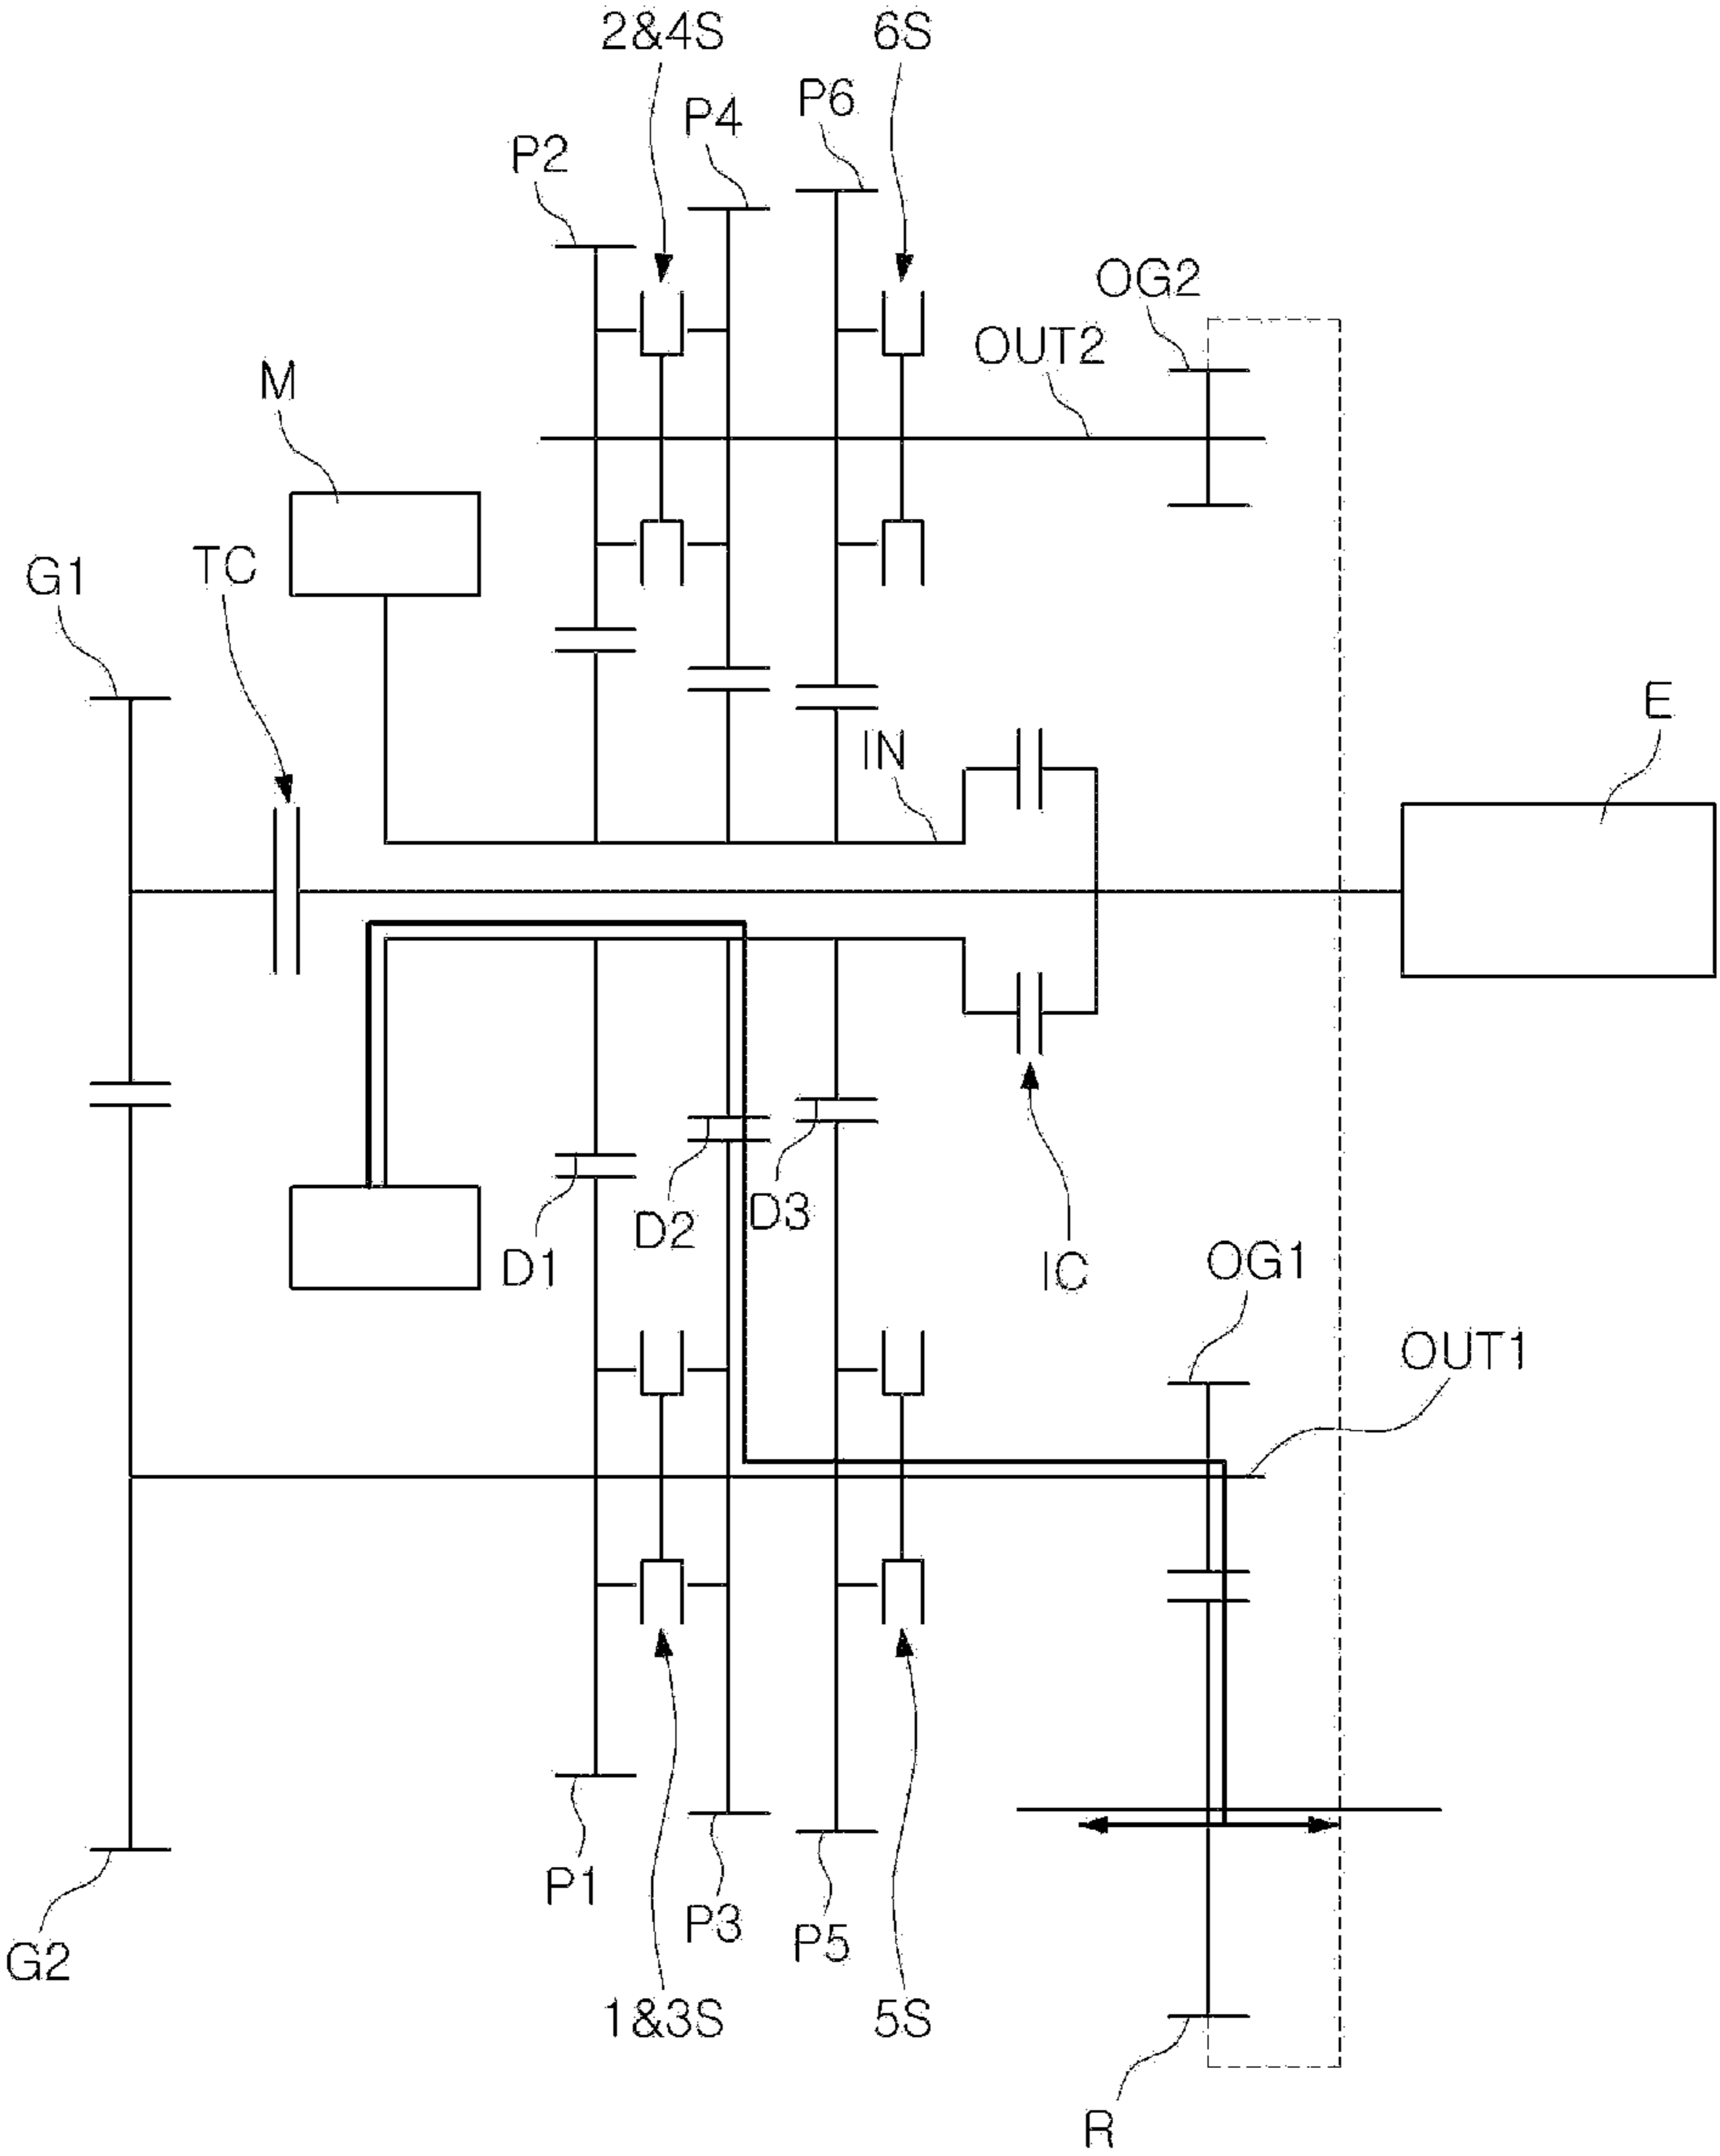 2&4S
6S
P6
P4
P2
OG2
OUT2
M
TC
G1
E
IN
D3
D2
D1
IC
OG1
OUT1
P1
P3
P5
G2
1&3S
5S
R